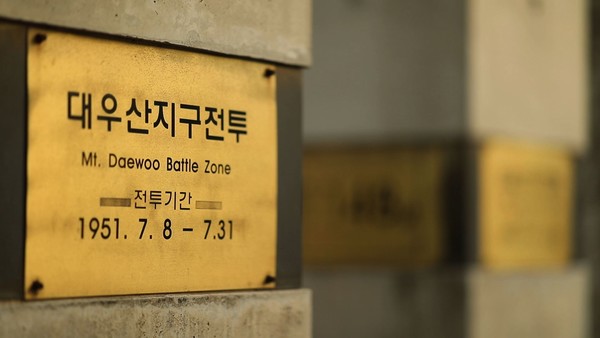 대우산지구전투
Mt. Daewoo Battle Zone
전투기간
1951. 7. 8 – 7.31